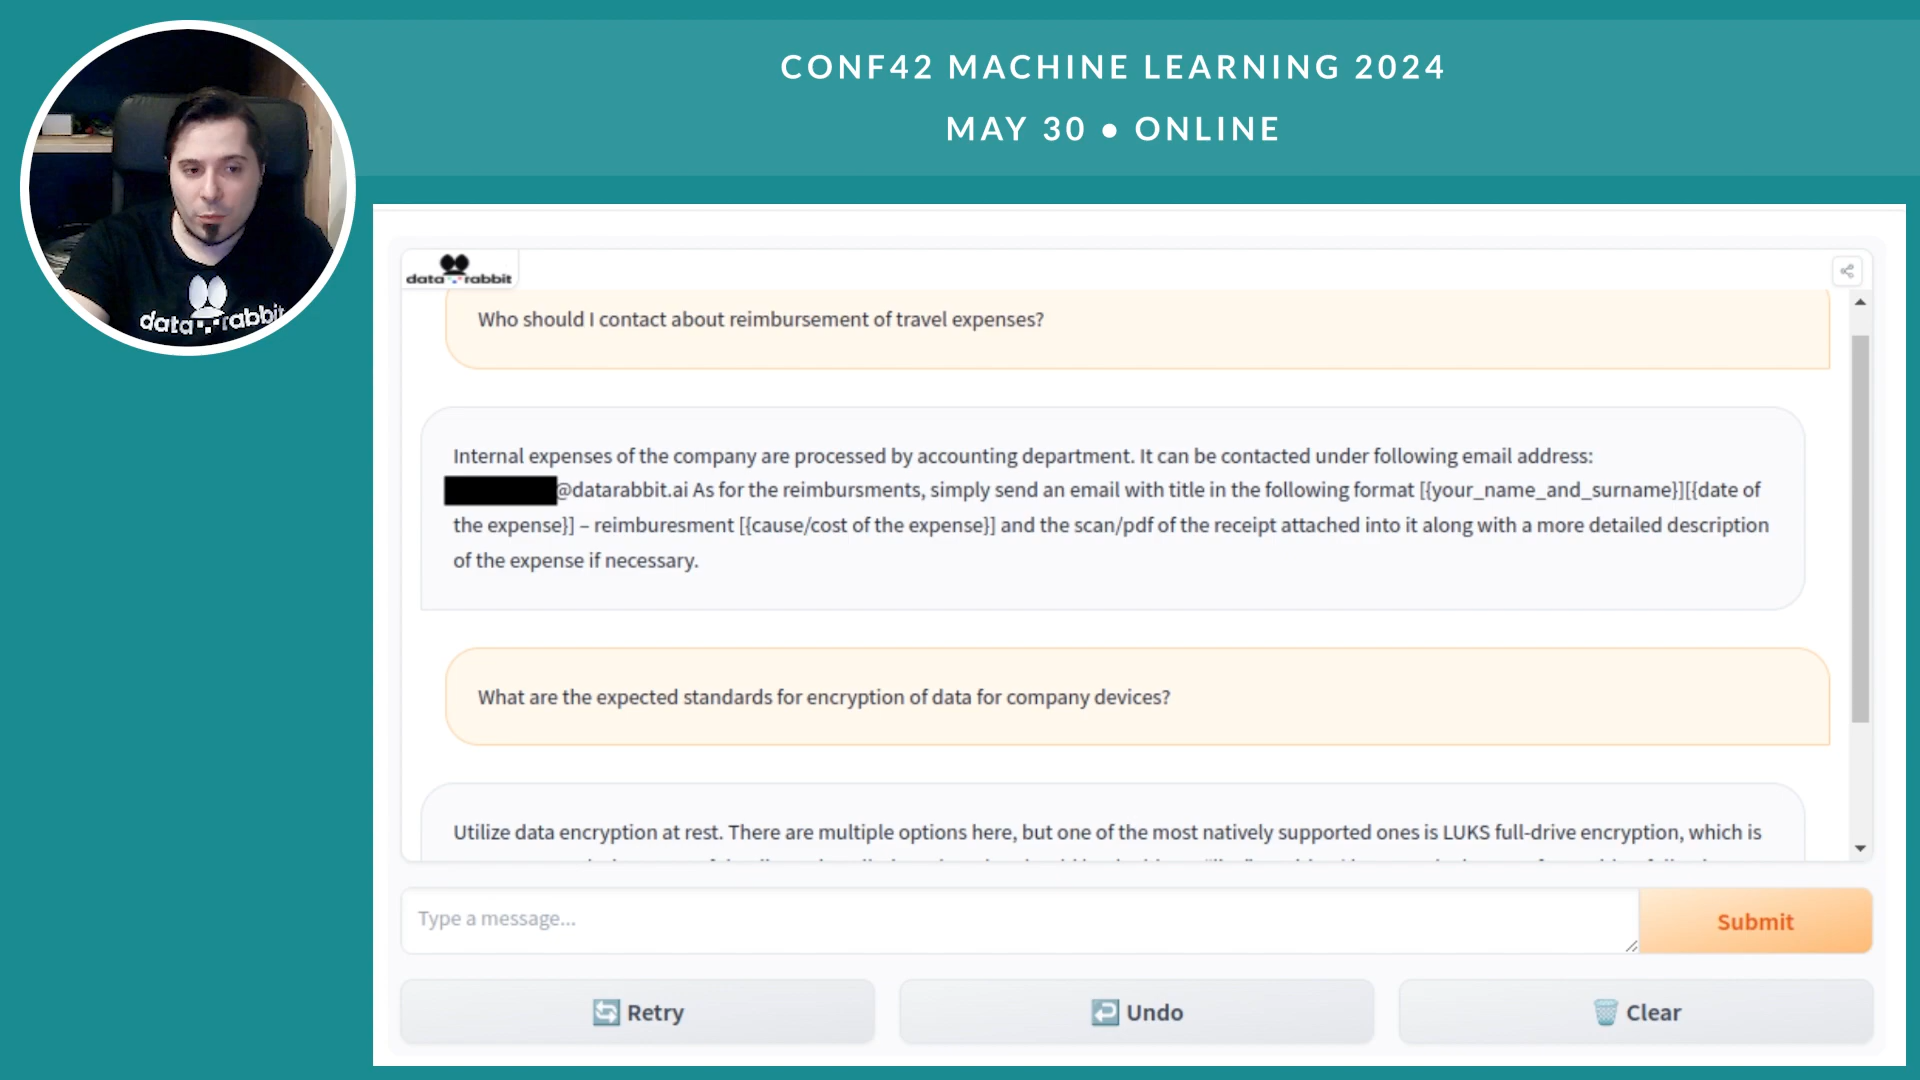 CONF42 MACHINE LEARNING 2024
MAY 30 • ONLINE
data rabbit
data rabbit
Who should I contact about reimbursement of travel expenses?
Internal expenses of the company are processed by accounting department. It can be contacted under following email address:
@datarabbit.ai As for the reimbursments, simply send an email with title in the following format [{your_name_and_surname}][{date of
the expense}] – reimburesment [{cause/cost of the expense}] and the scan/pdf of the receipt attached into it along with a more detailed description
of the expense if necessary.
What are the expected standards for encryption of data for company devices?
Utilize data encryption at rest. There are multiple options here, but one of the most natively supported ones is LUKS full-drive encryption, which is
Type a message...
Submit
Retry
Undo
Clear